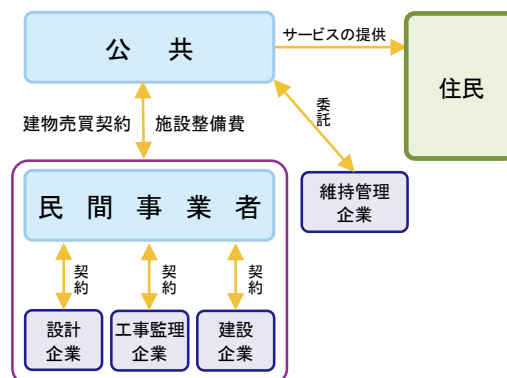 サービスの提供
公共
住民
建物売買契約
施設整備費
委託
民間事業者
維持管理
企業
契約
契約
契約
設計
企業
工事監理
企業
建設
企業